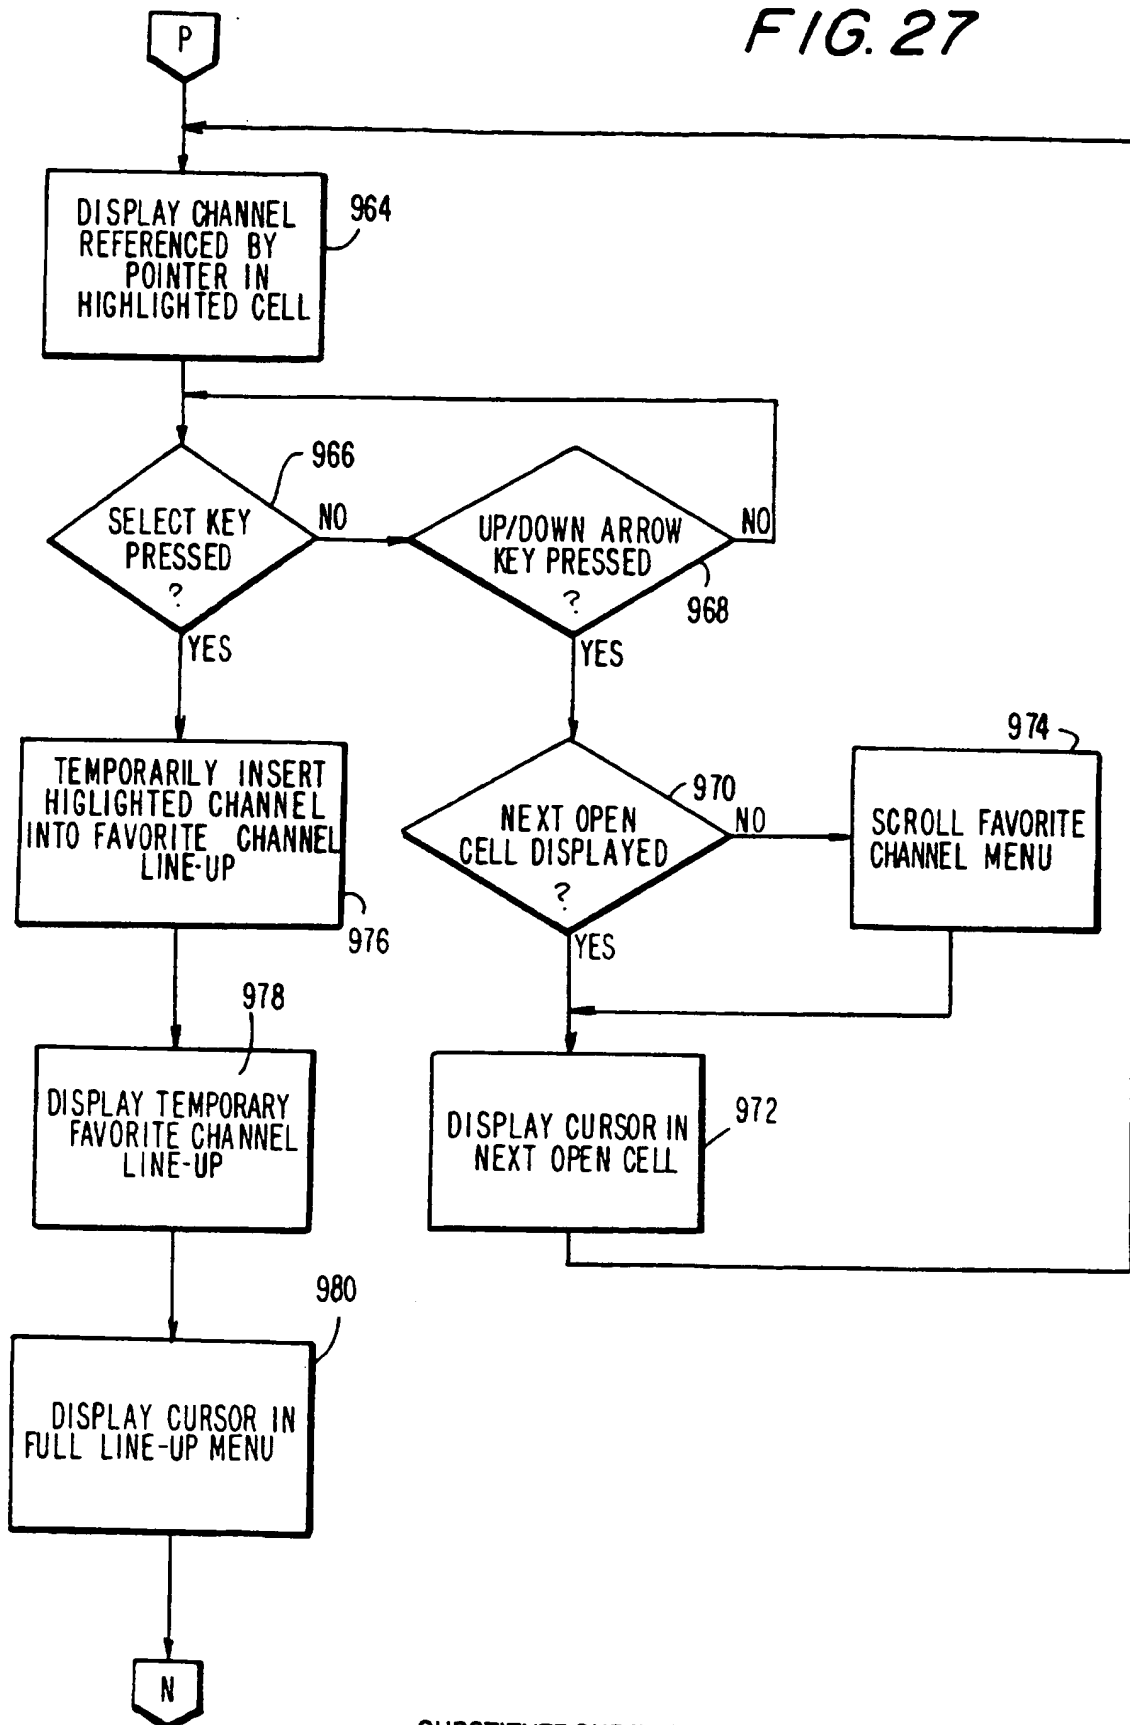 FIG. 27
P
DISPLAY CHANNEL
REFERENCED BY
POINTER IN
HIGHLIGHTED CELL
964
966
SELECT KEY
PRESSED
?
NO
YES
UP/DOWN ARROW
KEY PRESSED
?
NO
968
YES
TEMPORARILY INSERT
HIGLIGHTED CHANNEL
INTO FAVORITE CHANNEL
LINE-UP
976
NEXT OPEN
CELL DISPLAYED
?
970
NO
YES
974
SCROLL FAVORITE
CHANNEL MENU
978
DISPLAY TEMPORARY
FAVORITE CHANNEL
LINE-UP
DISPLAY CURSOR IN
NEXT OPEN CELL
972
980
DISPLAY CURSOR IN
FULL LINE-UP MENU
N